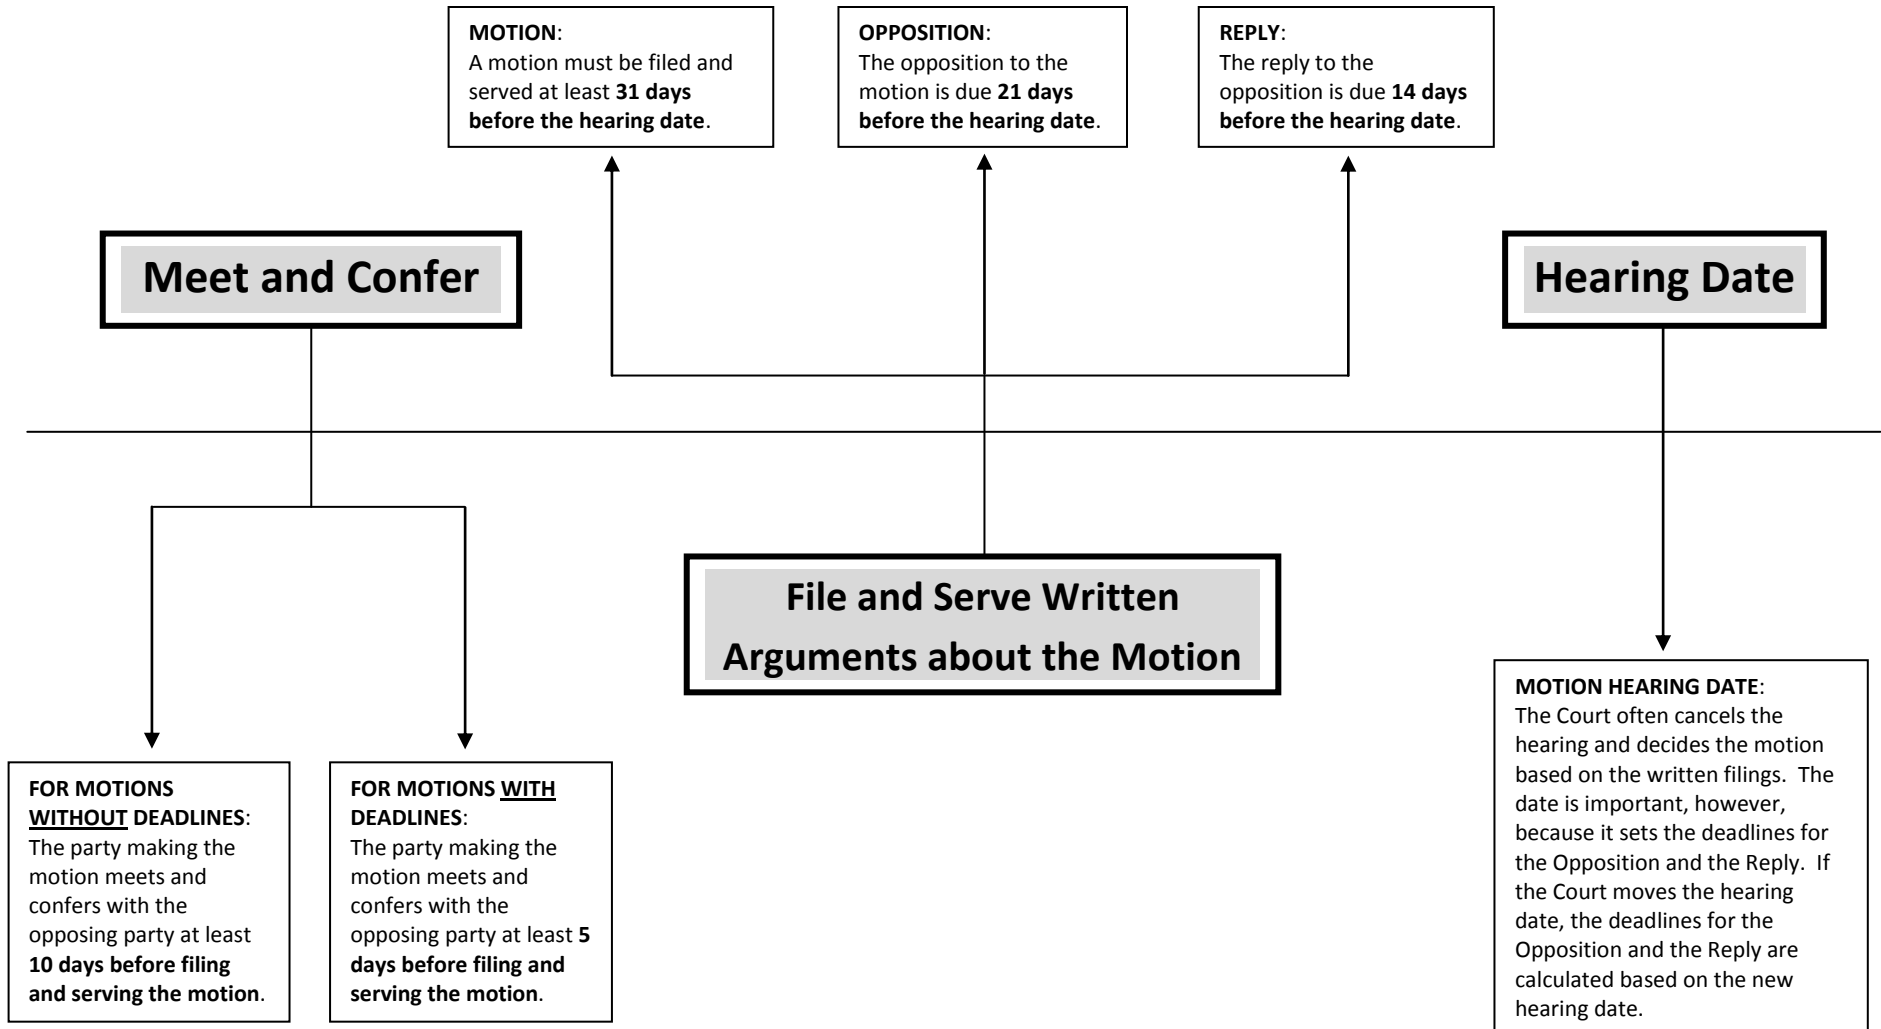 MOTION:
A motion must be filed and
served at least 31 days
before the hearing date.
OPPOSITION:
The opposition to the
motion is due 21 days
before the hearing date.
REPLY:
The reply to the
opposition is due 14 days
before the hearing date.
Meet and Confer
Hearing Date
File and Serve Written
Arguments about the Motion
FOR MOTIONS
WITHOUT DEADLINES:
The party making the
motion meets and
confers with the
opposing party at least
10 days before filing
and serving the motion.
FOR MOTIONS WITH
DEADLINES:
The party making the
motion meets and
confers with the
opposing party at least 5
days before filing and
serving the motion.
MOTION HEARING DATE:
The Court often cancels the
hearing and decides the motion
based on the written filings.  The
date is important, however,
because it sets the deadlines for
the Opposition and the Reply.  If
the Court moves the hearing
date, the deadlines for the
Opposition and the Reply are
calculated based on the new
hearing date.